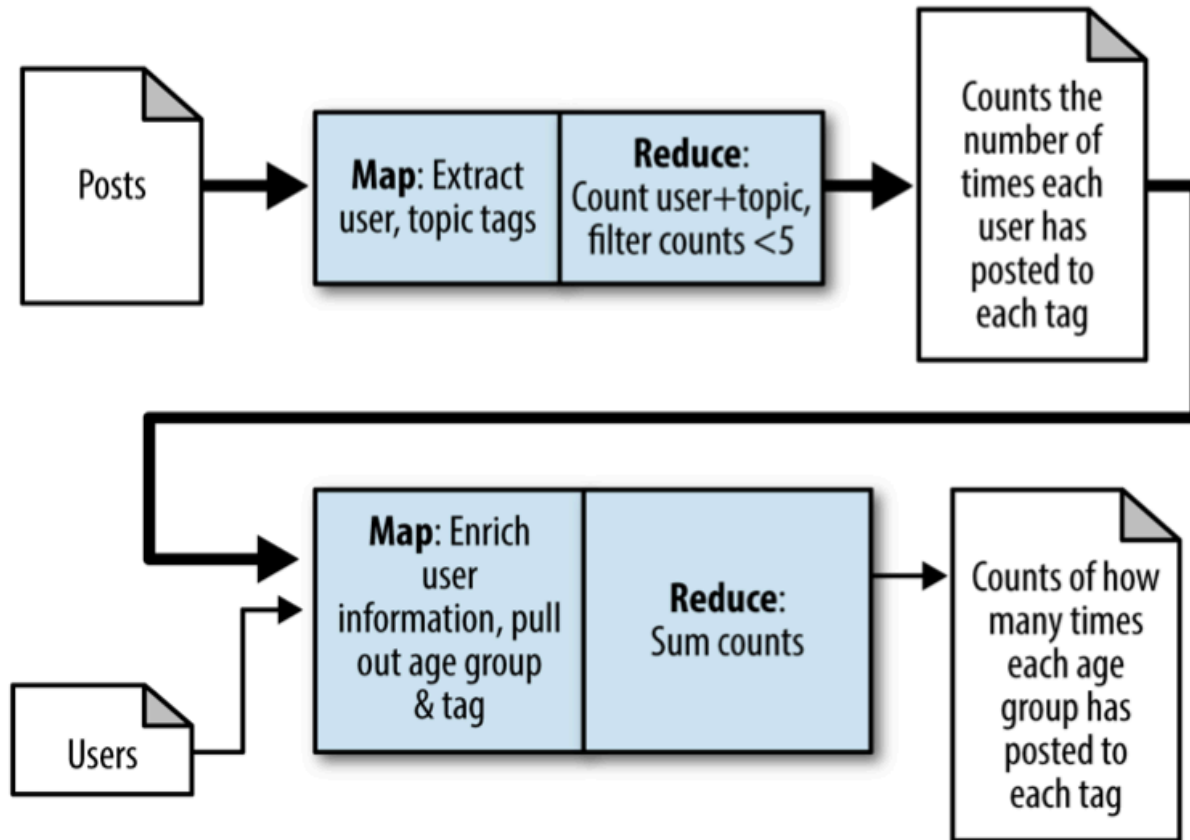 Posts
Map: Extract
user, topic tags
Reduce:
Count user+topic,
filter counts <5
Counts the
number of
times each
user has
posted to
each tag
Users
Map: Enrich
user
information, pull
out age group
& tag
Reduce:
Sum counts
Counts of how
many times
each age
group has
posted to
each tag